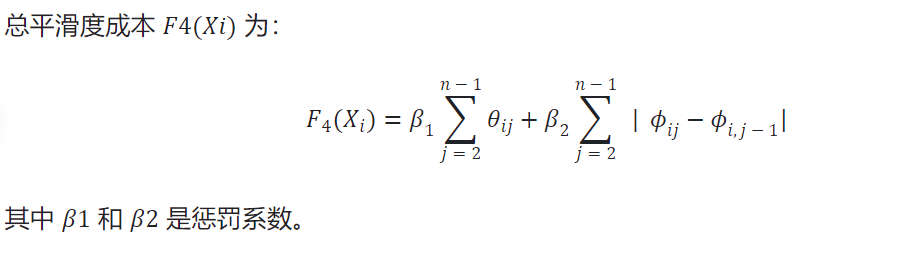 总平滑度成本 F4(Xi) 为：
F₄(Xᵢ) = β₁ ∑_{j = 2}^{n − 1} θᵢⱼ + β₂ ∑_{j = 2}^{n − 1} | ϕᵢⱼ − ϕ_{i,j − 1}|
其中 β1 和 β2 是惩罚系数。